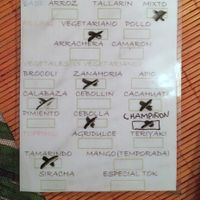 BASE ARROZ TALLARIN MIXTO
VEGETARIANO POLLO
ARRACHERA CAMARON
VEGETALES
BROCOLI ZANAHORIA APIO
CALABAZA CEBOLLIN CACAHUATE
PIMIENTO CEBOLLA CHAMPIÑON
AGRIDULCE TERIYAKI
TAMARINDO MANGO(TEMPORADA)
SIRACHA ESPECIAL TOK